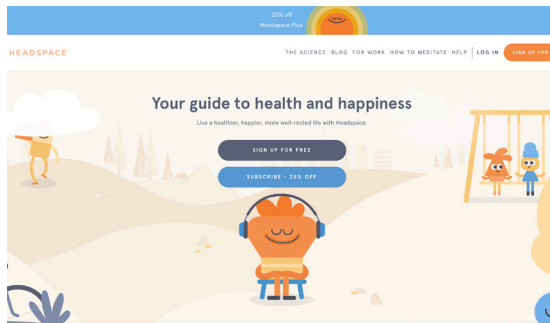 25% off
Headspace Plus
HEADSPACE
THE SCIENCE BLOG FOR WORK HOW TO MEDITATE HELP LOG IN SIGN UP FOR
Your guide to health and happiness
Live a healthier, happier, more well-rested life with Headspace.
SIGN UP FOR FREE
SUBSCRIBE - 25% OFF